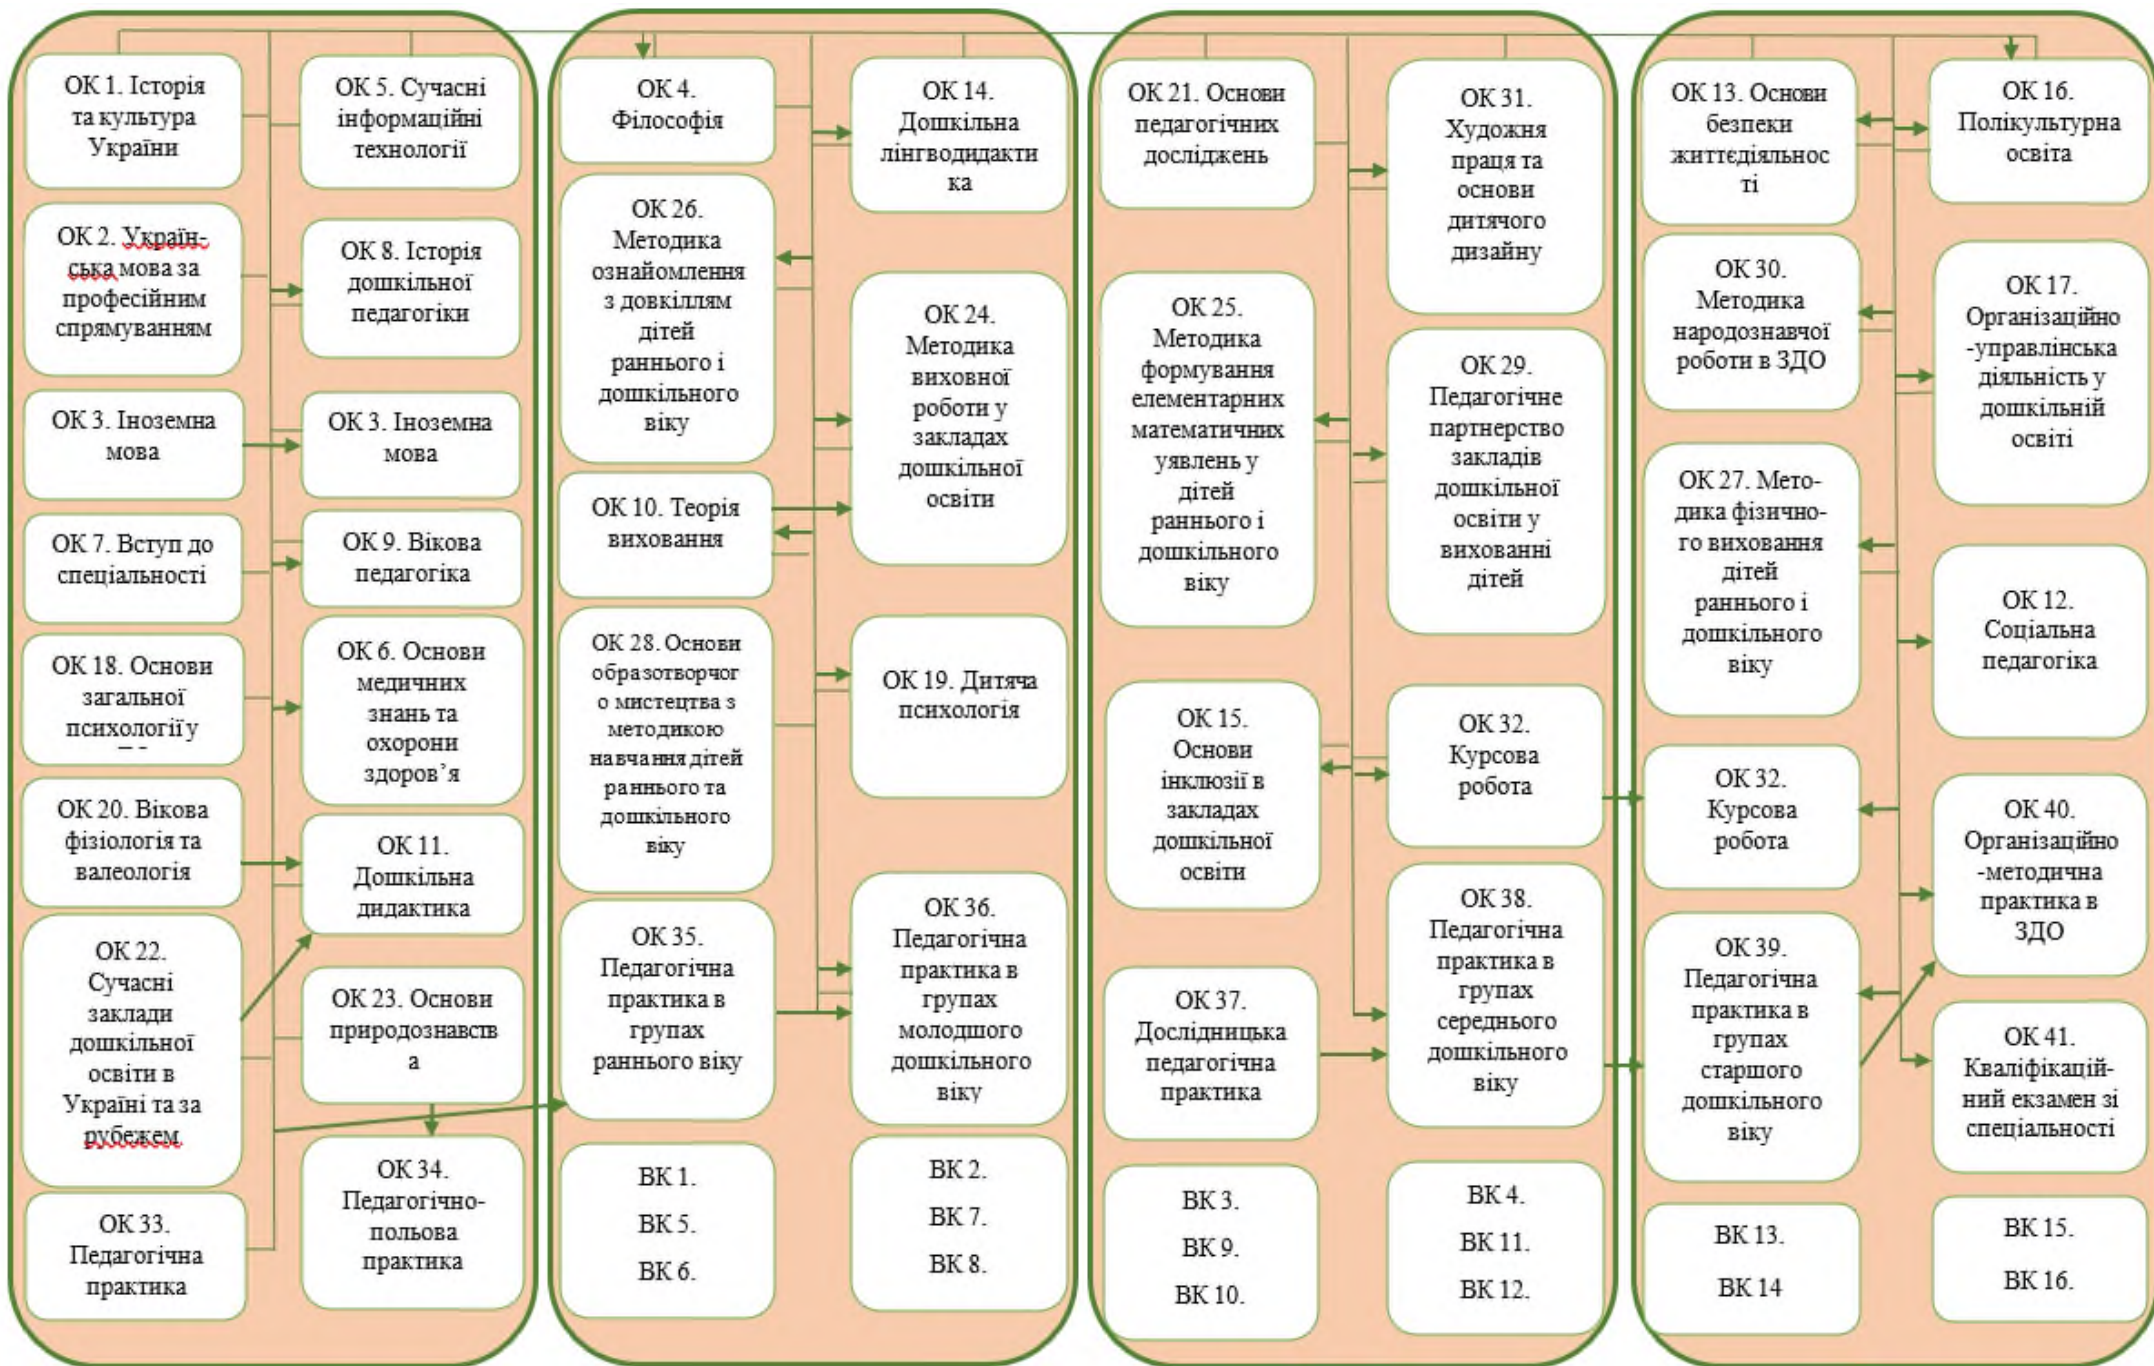 ОК 1. Історія
та культура
України
ОК 2. Україн-
ська мова за
професійним
спрямуванням
ОК 3. Іноземна
мова
ОК 7. Вступ до
спеціальності
ОК 18. Основи
загальної
психології у
ОК 20. Вікова
фізіологія та
валеологія
ОК 22.
Сучасні
заклади
дошкільної
освіти в
Україні та за
рубежем
ОК 33.
Педагогічна
практика
ОК 5. Сучасні
інформаційні
технології
ОК 8. Історія
дошкільної
педагогіки
ОК 3. Іноземна
мова
ОК 9. Вікова
педагогіка
ОК 6. Основи
медичних
знань та
охорони
здоров’я
ОК 11.
Дошкільна
дидактика
ОК 23. Основи
природознавств
а
ОК 34.
Педагогічно-
польова
практика
ОК 4.
Філософія
ОК 26.
Методика
ознайомлення
з довкіллям
дітей
раннього і
дошкільного
віку
ОК 10. Теорія
виховання
ОК 28. Основи
образотворчог
о мистецтва з
методикою
навчання дітей
раннього та
дошкільного
віку
ОК 35.
Педагогічна
практика в
групах
раннього віку
ВК 1.
ВК 5.
ВК 6.
ОК 14.
Дошкільна
лінгводидакти
ка
ОК 24.
Методика
виховної
роботи у
закладах
дошкільної
освіти
ОК 19. Дитяча
психологія
ОК 36.
Педагогічна
практика в
групах
молодшого
дошкільного
віку
ВК 2.
ВК 7.
ВК 8.
ОК 21. Основи
педагогічних
досліджень
ОК 25.
Методика
формування
елементарних
математичних
уявлень у
дітей
раннього і
дошкільного
віку
ОК 15.
Основи
інклюзії в
закладах
дошкільної
освіти
ОК 37.
Дослідницька
педагогічна
практика
ВК 3.
ВК 9.
ВК 10.
ОК 31.
Художня
праця та
основи
дитячого
дизайну
ОК 29.
Педагогічне
партнерство
закладів
дошкільної
освіти у
вихованні
дітей
ОК 32.
Курсова
робота
ОК 38.
Педагогічна
практика в
групах
середнього
дошкільного
віку
ВК 4.
ВК 11.
ВК 12.
ОК 13. Основи
безпеки
життєдіяльнос
ті
ОК 30.
Методика
народознавчої
роботи в ЗДО
ОК 27. Мето-
дика фізично-
го виховання
дітей
раннього і
дошкільного
віку
ОК 32.
Курсова
робота
ОК 39.
Педагогічна
практика в
групах
старшого
дошкільного
віку
ВК 13.
ВК 14
ОК 16.
Полікультурна
освіта
ОК 17.
Організаційно
-управлінська
діяльність у
дошкільній
освіті
ОК 12.
Соціальна
педагогіка
ОК 40.
Організаційно
-методична
практика в
ЗДО
ОК 41.
Кваліфікацій-
ний екзамен зі
спеціальності
ВК 15.
ВК 16.